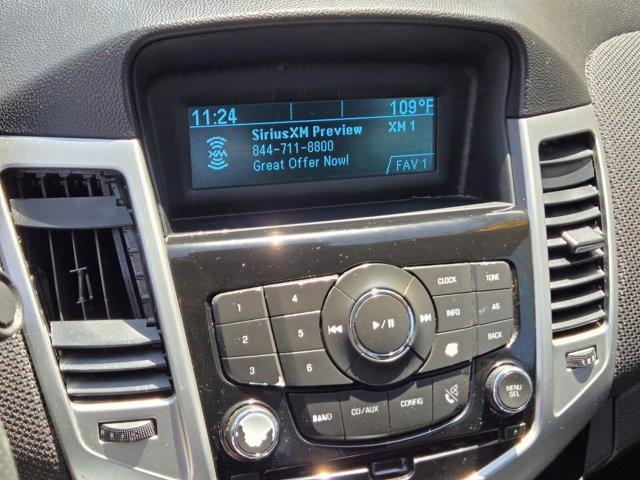 11:24 109°F
SiriusXM Preview XM 1
XM 844-711-8800
Great Offer Now! FAV 1
1 4 CLOCK TONE
2 5 INFO AS
3 6 BACK
BAND CD/AUX CONFIG
MENU
SEL